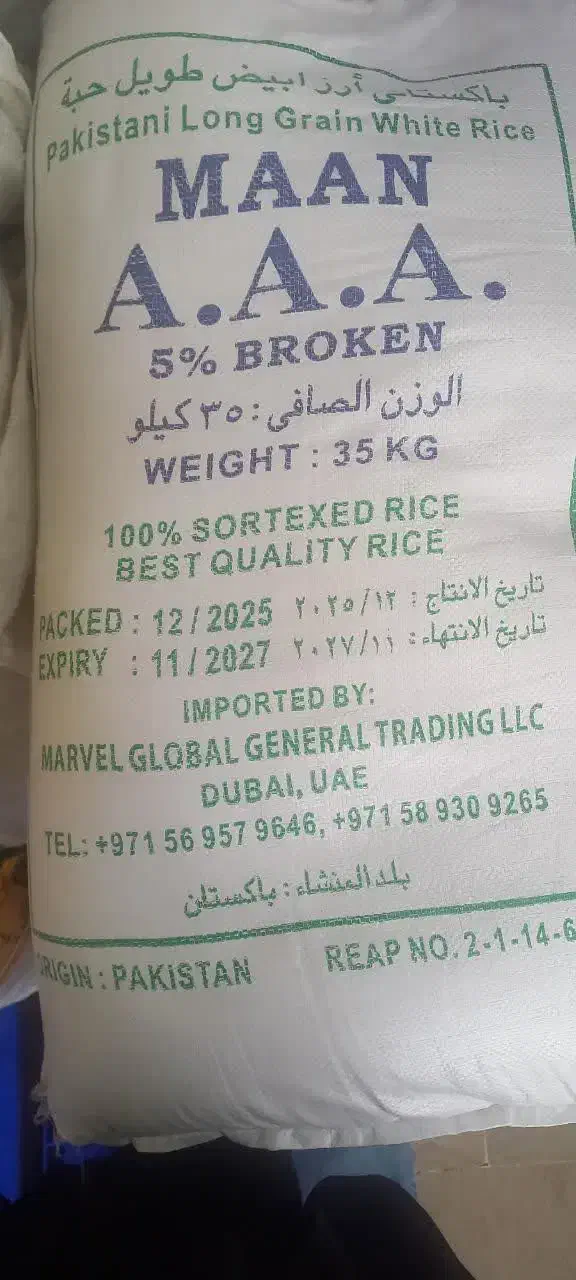 باكستاني أرز ابيض طويل حبة
Pakistani Long Grain White Rice
MAAN
A.A.A.
5% BROKEN
الوزن الصافى : ٣٥ كيلو
WEIGHT : 35 KG
100% SORTEXED RICE
BEST QUALITY RICE
PACKED : 12 / 2025 تاريخ الانتاج : ٢٠٢٥/١٢
EXPIRY : 11 / 2027 تاريخ الانتهاء : ٢٠٢٧/١١
IMPORTED BY:
MARVEL GLOBAL GENERAL TRADING LLC
DUBAI, UAE
TEL: +971 56 957 9646, +971 58 930 9265
بلد المنشاء : باكستان
ORIGIN : PAKISTAN REAP NO. 2-1-14-6